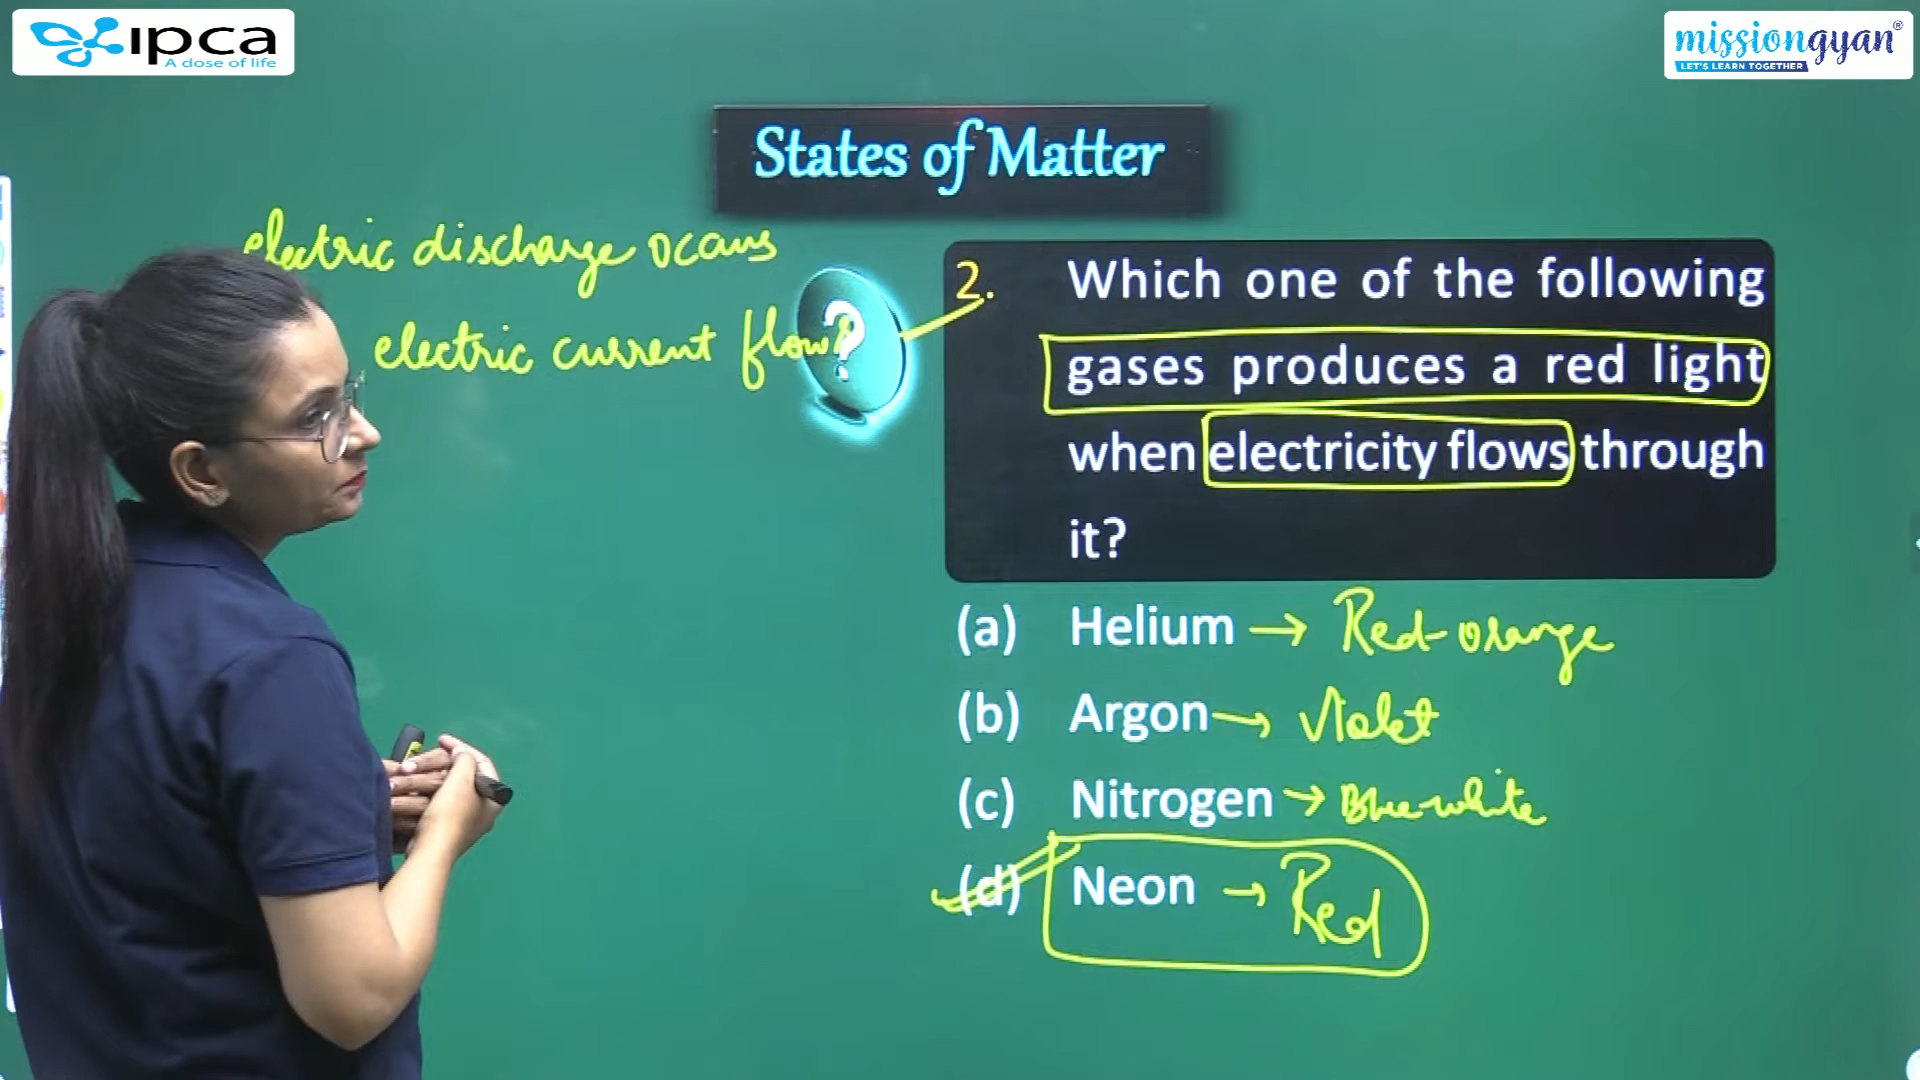 ipca
A dose of life
missiongyan®
LET'S LEARN TOGETHER
States of Matter
electric discharge occurs
electric current flows
?
2. Which one of the following
gases produces a red light
when electricity flows through
it?
(a) Helium → Red-orange
(b) Argon → Violet
(c) Nitrogen → Blue-white
(d) Neon → Red